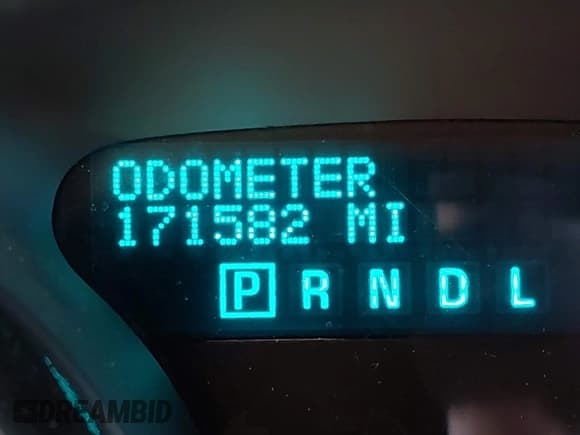 ODOMETER
171582 MI
P R N D L
DREAMBID